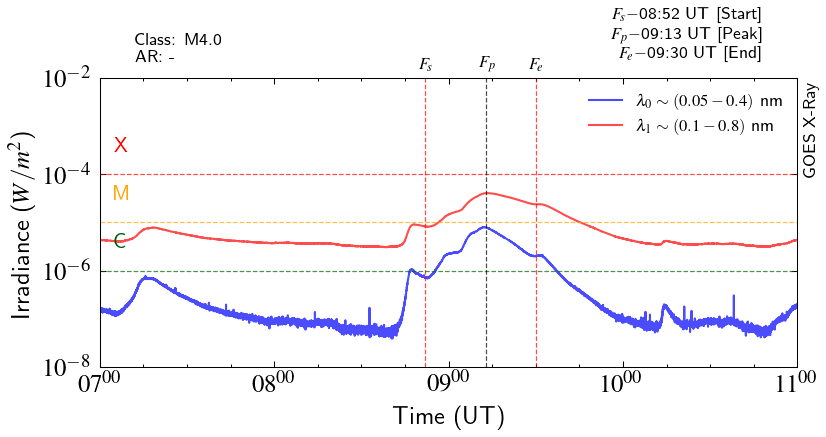 F_s−08:52 UT [Start]
Class: M4.0
F_p−09:13 UT [Peak]
AR: -
F_e−09:30 UT [End]
F_s F_p F_e
10^−2
λ_0 ∼ (0.05 − 0.4) nm
λ_1 ∼ (0.1 − 0.8) nm
GOES X-Ray
X
10^−4
M
Irradiance (W/m^2)
C
10^−6
10^−8
07^00 08^00 09^00 10^00 11^00
Time (UT)